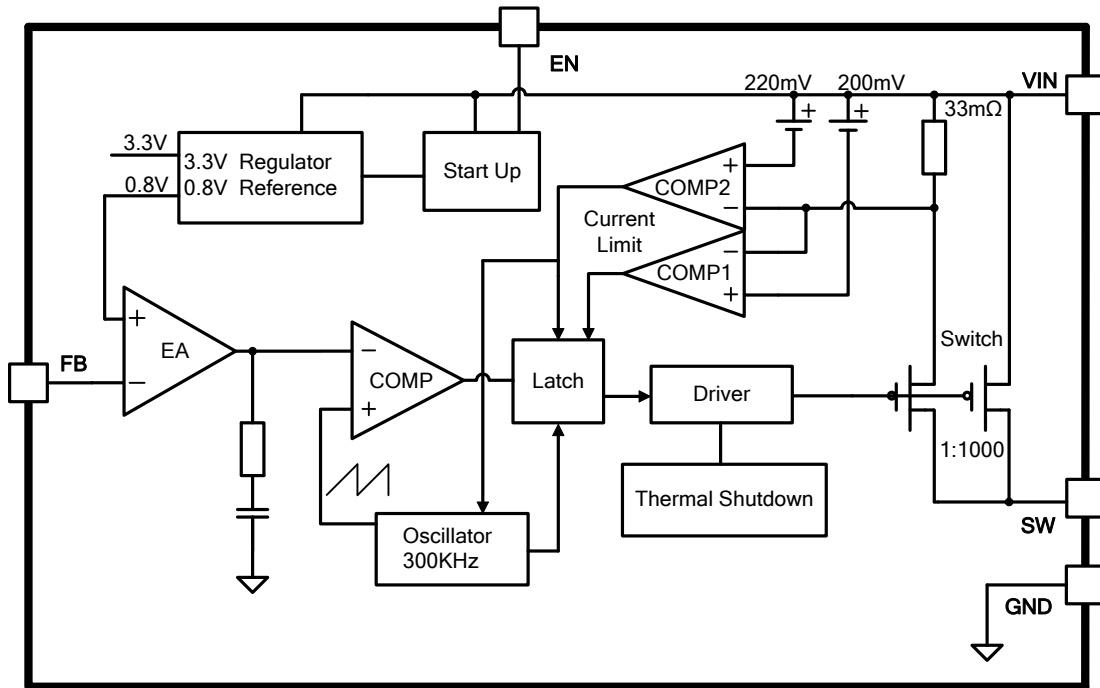 EN
220mV
200mV
VIN
+
+
33mΩ
3.3V
3.3V Regulator
0.8V
0.8V Reference
Start Up
+
COMP2
−
Current
Limit
−
COMP1
+
+
EA
FB
−
−
COMP
+
Latch
Driver
Switch
1:1000
Thermal Shutdown
Oscillator
300KHz
SW
GND